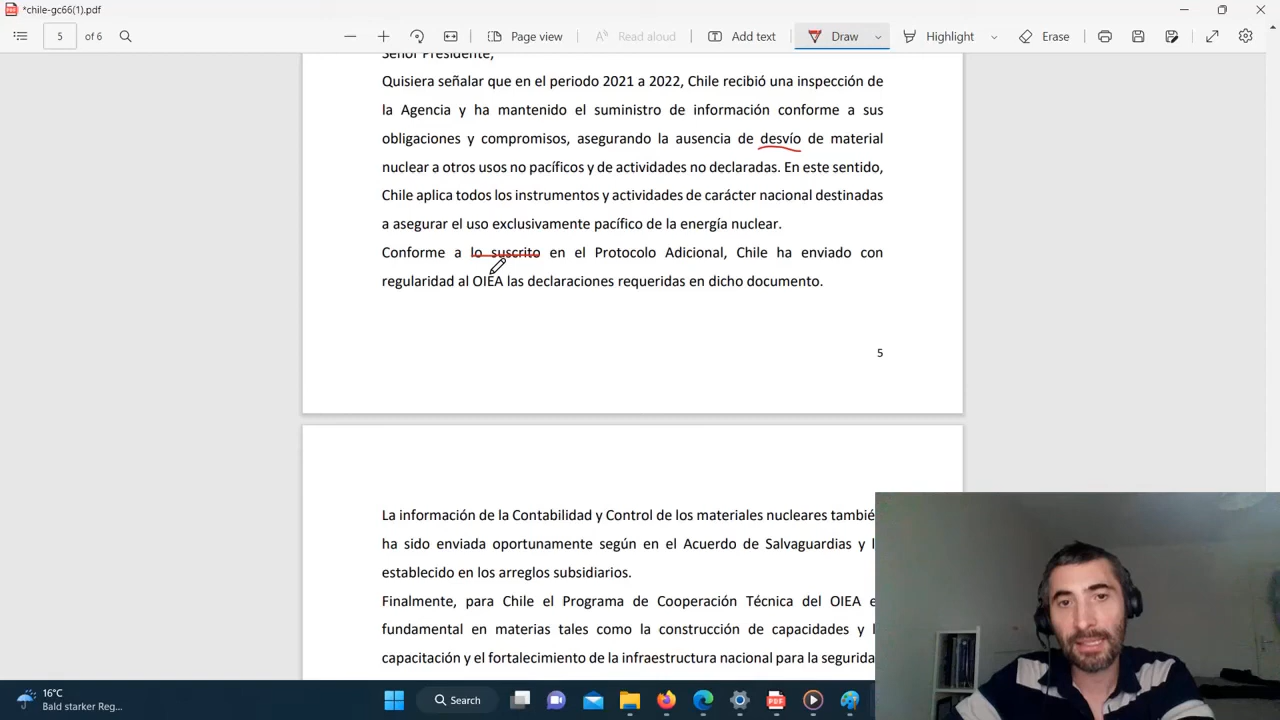 *chile-gc66(1).pdf
5 of 6 Page view Read aloud Add text Draw Highlight Erase
Señor Presidente,
Quisiera señalar que en el periodo 2021 a 2022, Chile recibió una inspección de
la Agencia y ha mantenido el suministro de información conforme a sus
obligaciones y compromisos, asegurando la ausencia de desvío de material
nuclear a otros usos no pacíficos y de actividades no declaradas. En este sentido,
Chile aplica todos los instrumentos y actividades de carácter nacional destinadas
a asegurar el uso exclusivamente pacífico de la energía nuclear.
Conforme a lo suscrito en el Protocolo Adicional, Chile ha enviado con
regularidad al OIEA las declaraciones requeridas en dicho documento.
5
La información de la Contabilidad y Control de los materiales nucleares tambié
ha sido enviada oportunamente según en el Acuerdo de Salvaguardias y l
establecido en los arreglos subsidiarios.
Finalmente, para Chile el Programa de Cooperación Técnica del OIEA e
fundamental en materias tales como la construcción de capacidades y l
capacitación y el fortalecimiento de la infraestructura nacional para la segurida
16°C
Bald starker Reg...
Search